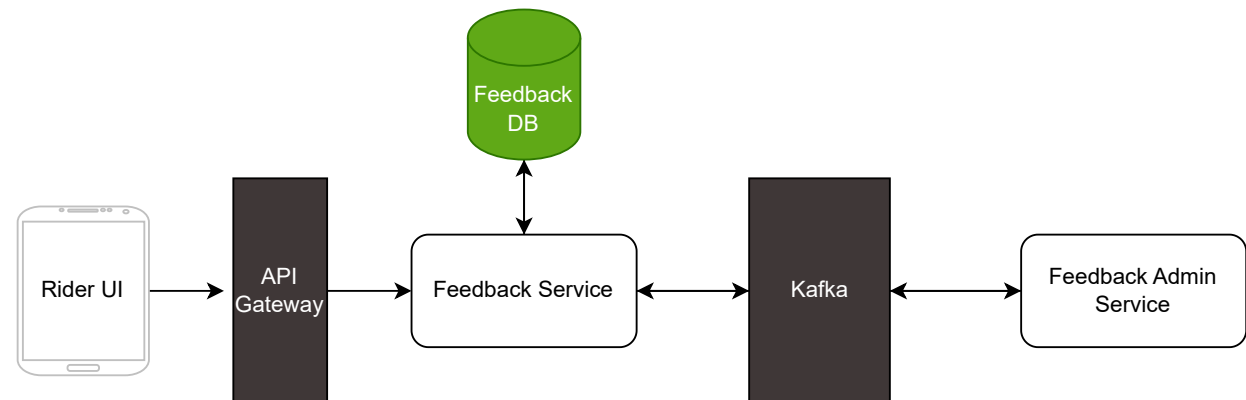 Feedback
DB
Rider UI
API
Gateway
Feedback Service
Kafka
Feedback Admin
Service